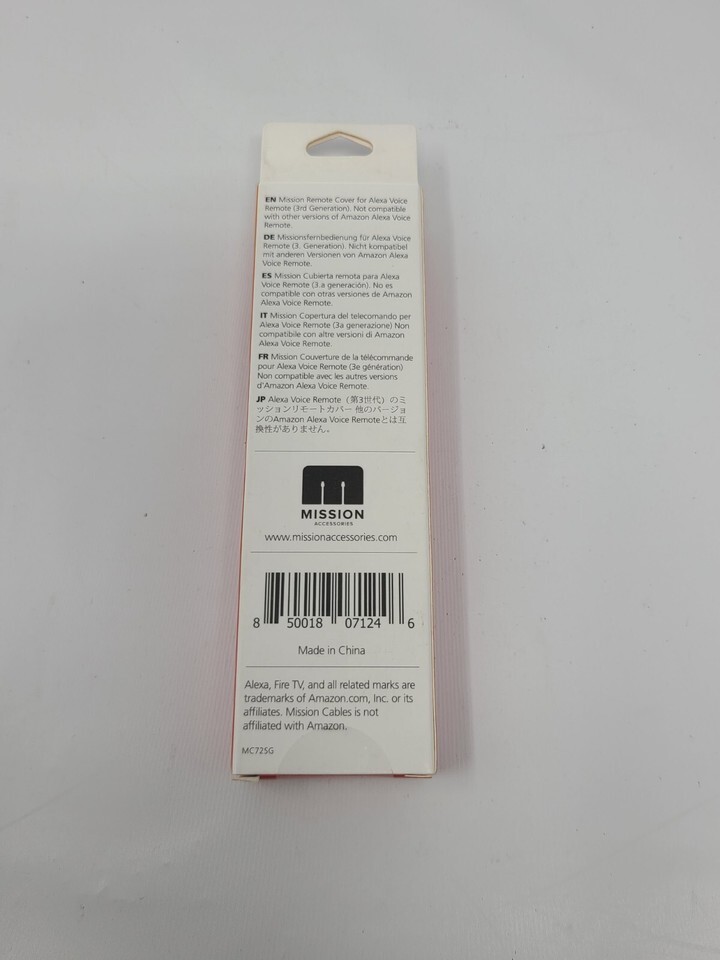 EN Mission Remote Cover for Alexa Voice
Remote (3rd Generation). Not compatible
with other versions of Amazon Alexa Voice
Remote.
DE Missionsfernbedienung für Alexa Voice
Remote (3. Generation). Nicht kompatibel
mit anderen Versionen von Amazon Alexa
Voice Remote.
ES Mission Cubierta remota para Alexa
Voice Remote (3.a generación). No es
compatible con otras versiones de Amazon
Alexa Voice Remote.
IT Mission Copertura del telecomando per
Alexa Voice Remote (3a generazione) Non
compatibile con altre versioni di Amazon
Alexa Voice Remote
FR Mission Couverture de la télécommande
pour Alexa Voice Remote (3e génération)
Non compatible avec les autres versions
d'Amazon Alexa Voice Remote.
JP Alexa Voice Remote (第3世代) のミ
ッションリモートカバー 他のバージョ
ンのAmazon Alexa Voice Remoteとは互
換性がありません。
MISSION
ACCESSORIES
www.missionaccessories.com
8 50018 07124 6
Made in China
Alexa, Fire TV, and all related marks are
trademarks of Amazon.com, Inc. or its
affiliates. Mission Cables is not
affiliated with Amazon.
MC72SG